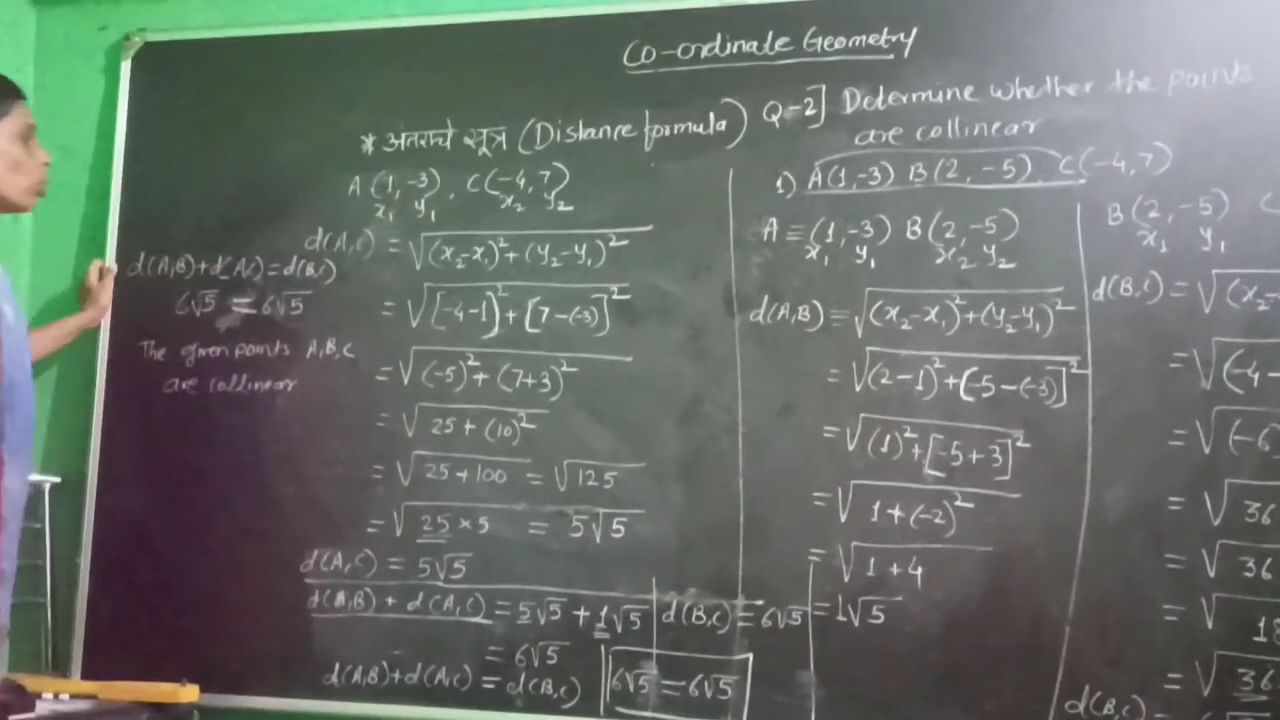 Co-ordinate Geometry
* अंतराचे सूत्र (Distance formula)
A(1, -3), C(-4, 7)
x₁ y₁ x₂ y₂
d(A,C) = √(x₂-x₁)²+(y₂-y₁)²
= √[-4-1]²+[7-(-3)]²
= √(-5)²+(7+3)²
= √25+(10)²
= √25+100 = √125
= √25×5 = 5√5
d(A,C) = 5√5
d(A,B) + d(A,C) = 5√5 + 1√5
= 6√5
d(A,B)+d(A,C) = d(B,C)
d(B,C) = 6√5
6√5 = 6√5
d(A,B)+d(A,C)=d(B,C)
6√5 = 6√5
The given points A,B,C
are collinear
Q-2] Determine whether the points
are collinear
1) A(1,-3) B(2,-5) C(-4,7)
A ≡ (1,-3) B(2,-5)
x₁ y₁ x₂ y₂
d(A,B) = √(x₂-x₁)²+(y₂-y₁)²
= √(2-1)²+[-5-(-3)]²
= √(1)²+[-5+3]²
= √1+(-2)²
= √1+4
= 1√5
B(2,-5) C
x₁ y₁
d(B,C) = √(x₂-
= √(-4-
= √(-6)
= √36
= √36
= √18
= √36
d(B,C)